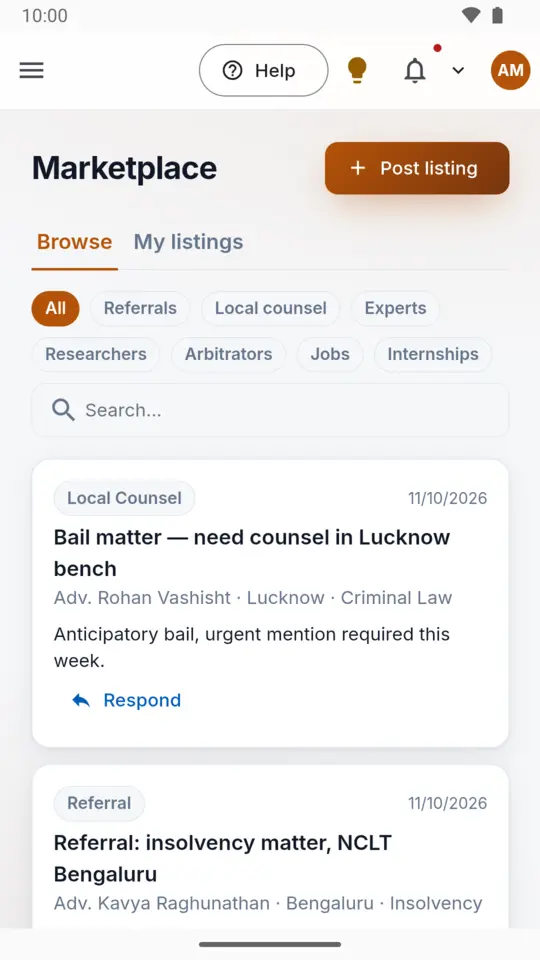 10:00
Help
AM
Marketplace
+ Post listing
Browse My listings
All Referrals Local counsel Experts
Researchers Arbitrators Jobs Internships
Search...
Local Counsel 11/10/2026
Bail matter — need counsel in Lucknow
bench
Adv. Rohan Vashisht · Lucknow · Criminal Law
Anticipatory bail, urgent mention required this
week.
Respond
Referral 11/10/2026
Referral: insolvency matter, NCLT
Bengaluru
Adv. Kavya Raghunathan · Bengaluru · Insolvency